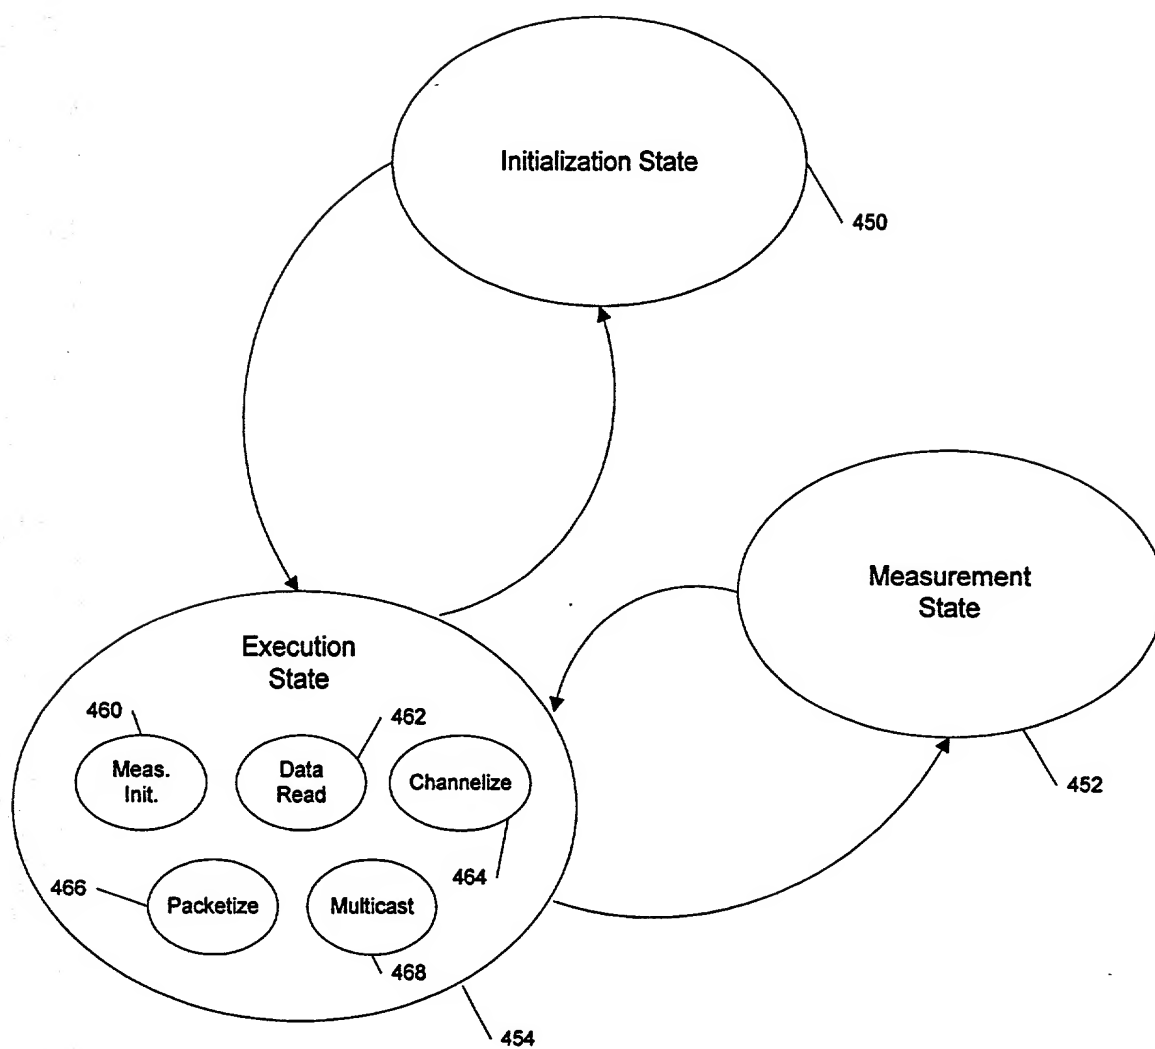 Initialization State
450
Measurement
State
452
Execution
State
460
462
Meas.
Init.
Data
Read
Channelize
464
466
Packetize
Multicast
468
454